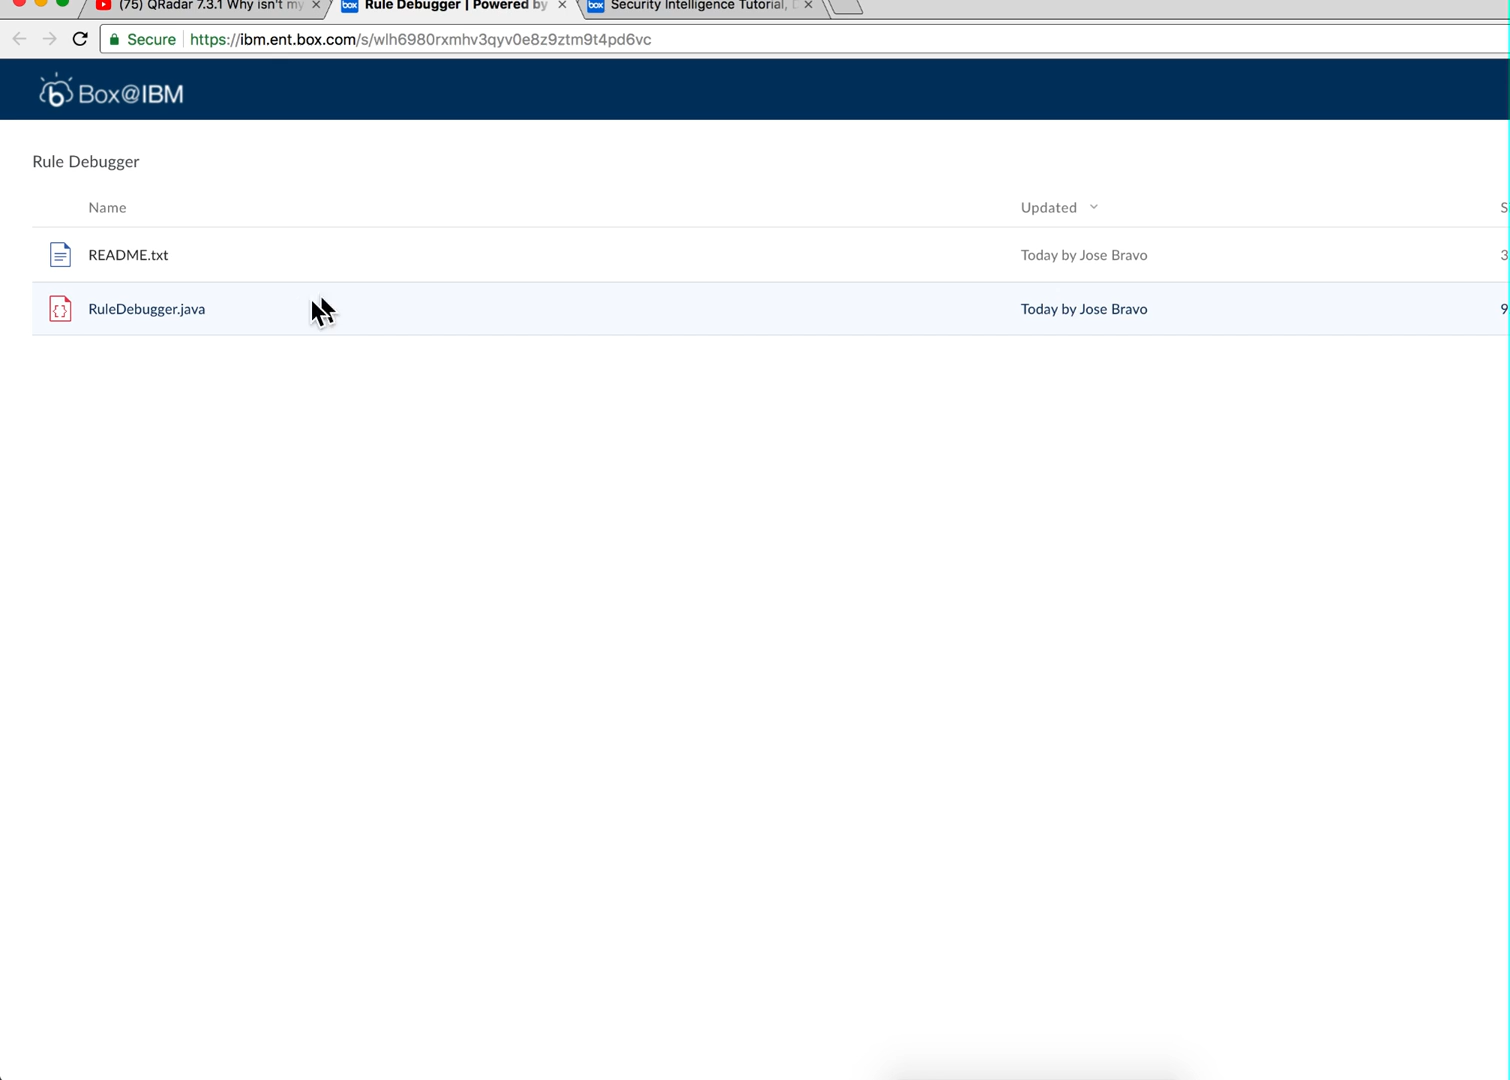 (75) QRadar 7.3.1 Why isn't my
Rule Debugger | Powered by
Security Intelligence Tutorial,
Secure
https://ibm.ent.box.com/s/wlh6980rxmhv3qyv0e8z9ztm9t4pd6vc
Box@IBM
Rule Debugger
Name
Updated
README.txt
Today by Jose Bravo
3
RuleDebugger.java
Today by Jose Bravo
9